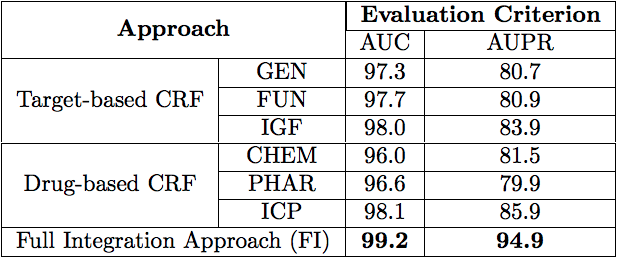 Approach Evaluation Criterion
AUC AUPR
Target-based CRF GEN 97.3 80.7
FUN 97.7 80.9
IGF 98.0 83.9
Drug-based CRF CHEM 96.0 81.5
PHAR 96.6 79.9
ICP 98.1 85.9
Full Integration Approach (FI) 99.2 94.9